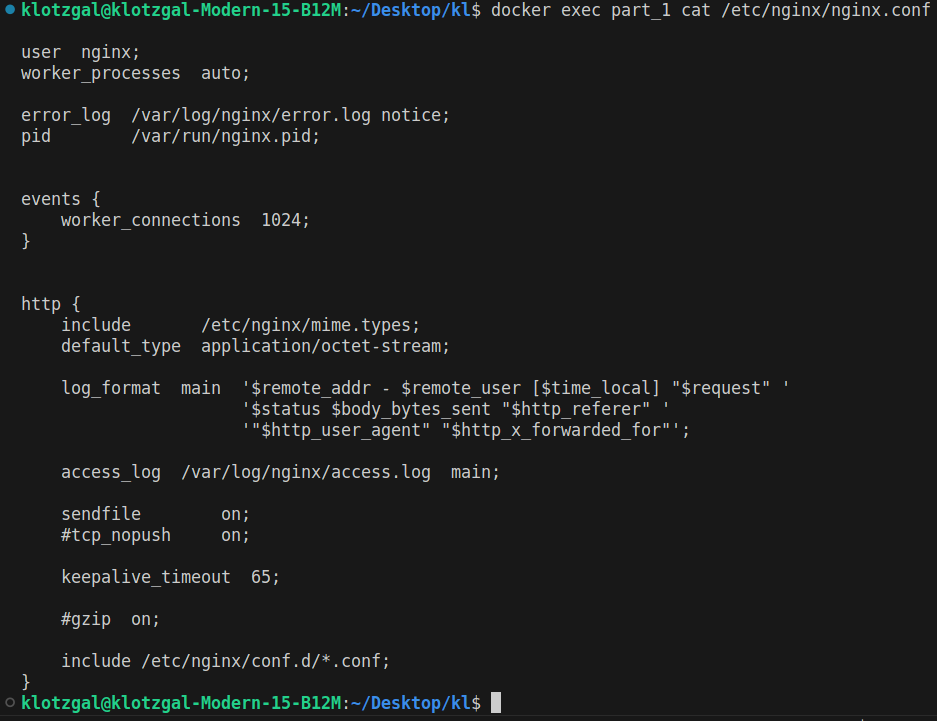 klotzgal@klotzgal-Modern-15-B12M:~/Desktop/kl$ docker exec part_1 cat /etc/nginx/nginx.conf

user  nginx;
worker_processes  auto;

error_log  /var/log/nginx/error.log notice;
pid        /var/run/nginx.pid;


events {
    worker_connections  1024;
}


http {
    include       /etc/nginx/mime.types;
    default_type  application/octet-stream;

    log_format  main  '$remote_addr - $remote_user [$time_local] "$request" '
                      '$status $body_bytes_sent "$http_referer" '
                      '"$http_user_agent" "$http_x_forwarded_for"';

    access_log  /var/log/nginx/access.log  main;

    sendfile        on;
    #tcp_nopush     on;

    keepalive_timeout  65;

    #gzip  on;

    include /etc/nginx/conf.d/*.conf;
}
klotzgal@klotzgal-Modern-15-B12M:~/Desktop/kl$